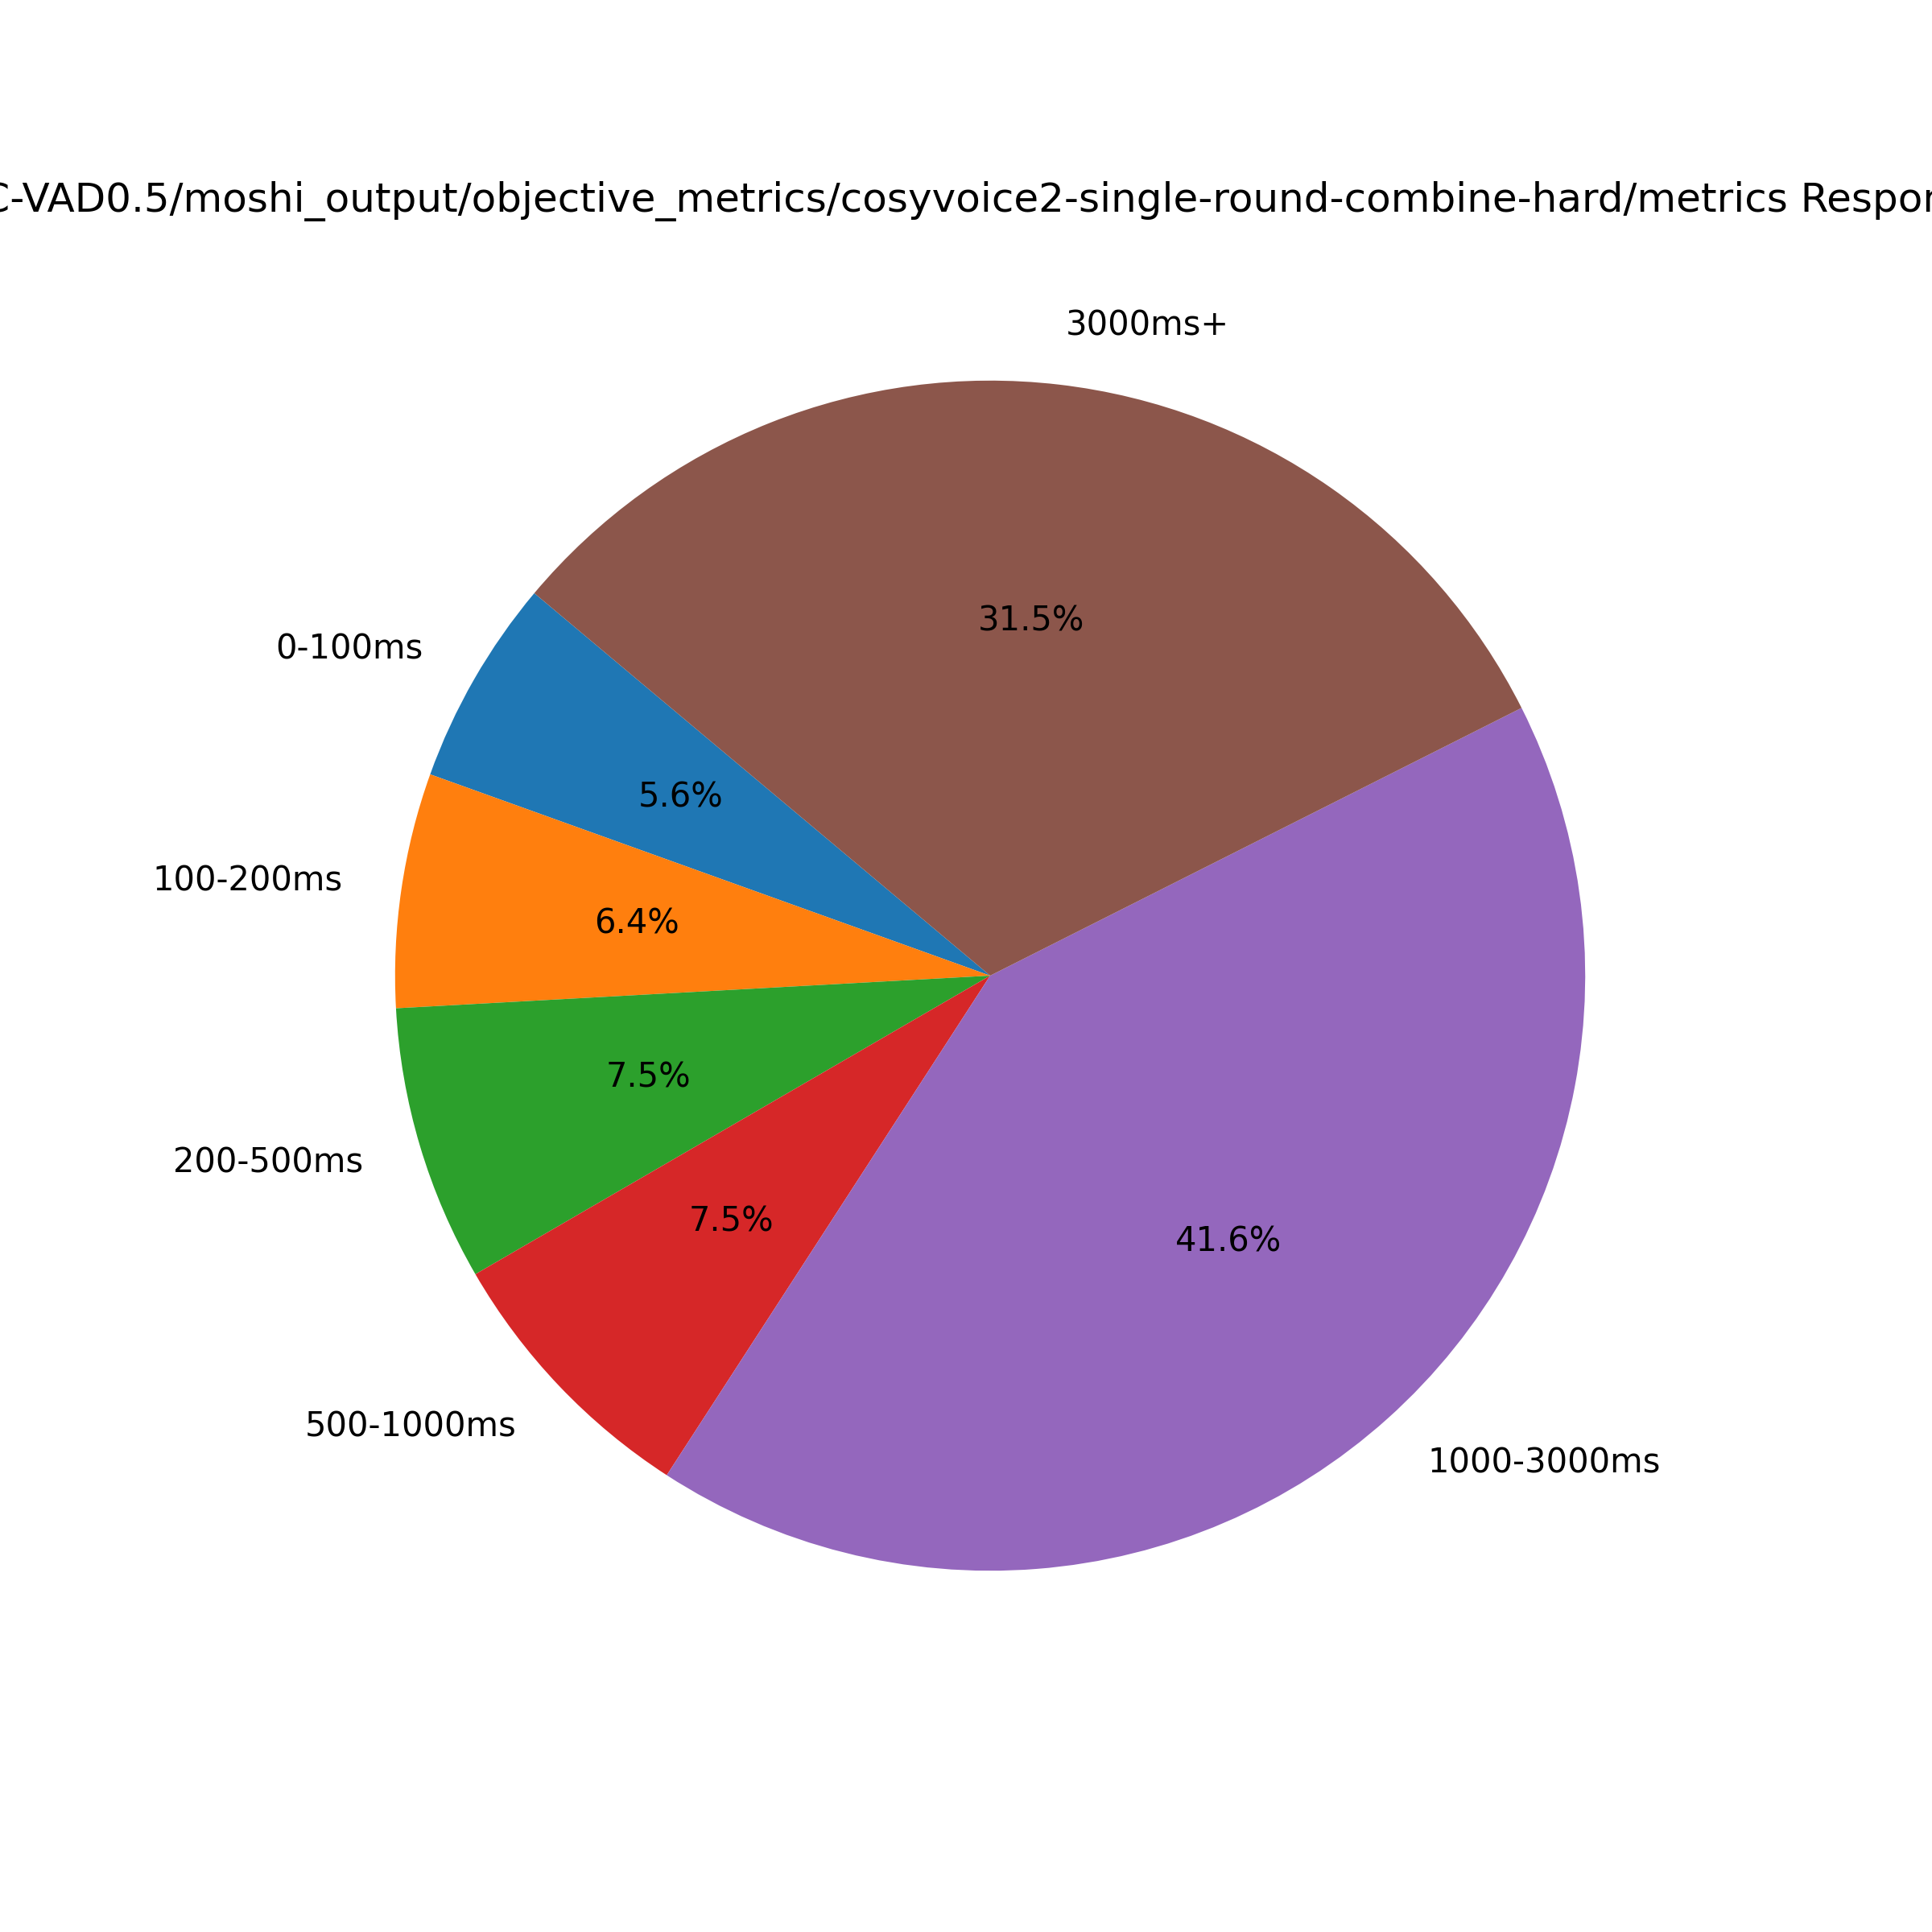 C-VAD0.5/moshi_output/objective_metrics/cosyvoice2-single-round-combine-hard/metrics Respon
3000ms+
31.5%
0-100ms
5.6%
100-200ms
6.4%
7.5%
200-500ms
7.5%
41.6%
500-1000ms
1000-3000ms